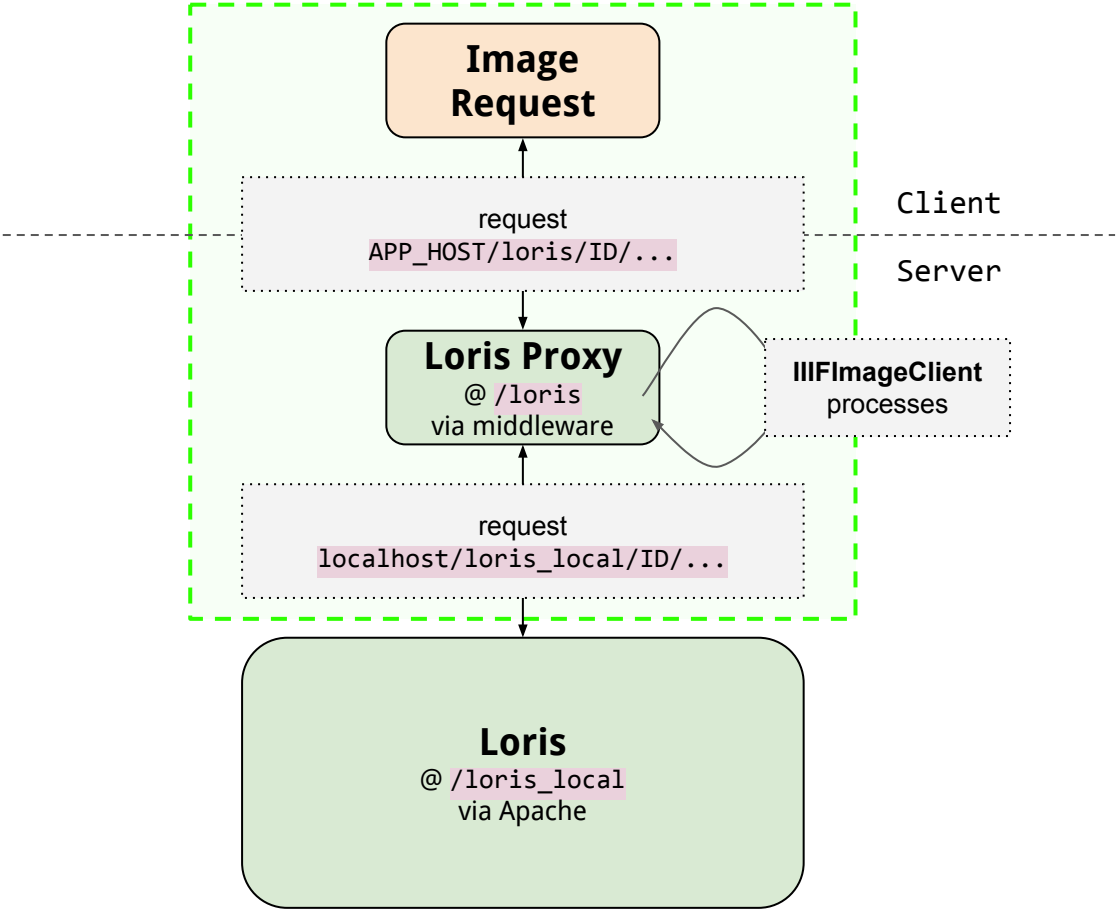 Image
Request
request
APP_HOST/loris/ID/...
Client
Server
Loris Proxy
@ /loris
via middleware
IIIFImageClient
processes
request
localhost/loris_local/ID/...
Loris
@ /loris_local
via Apache